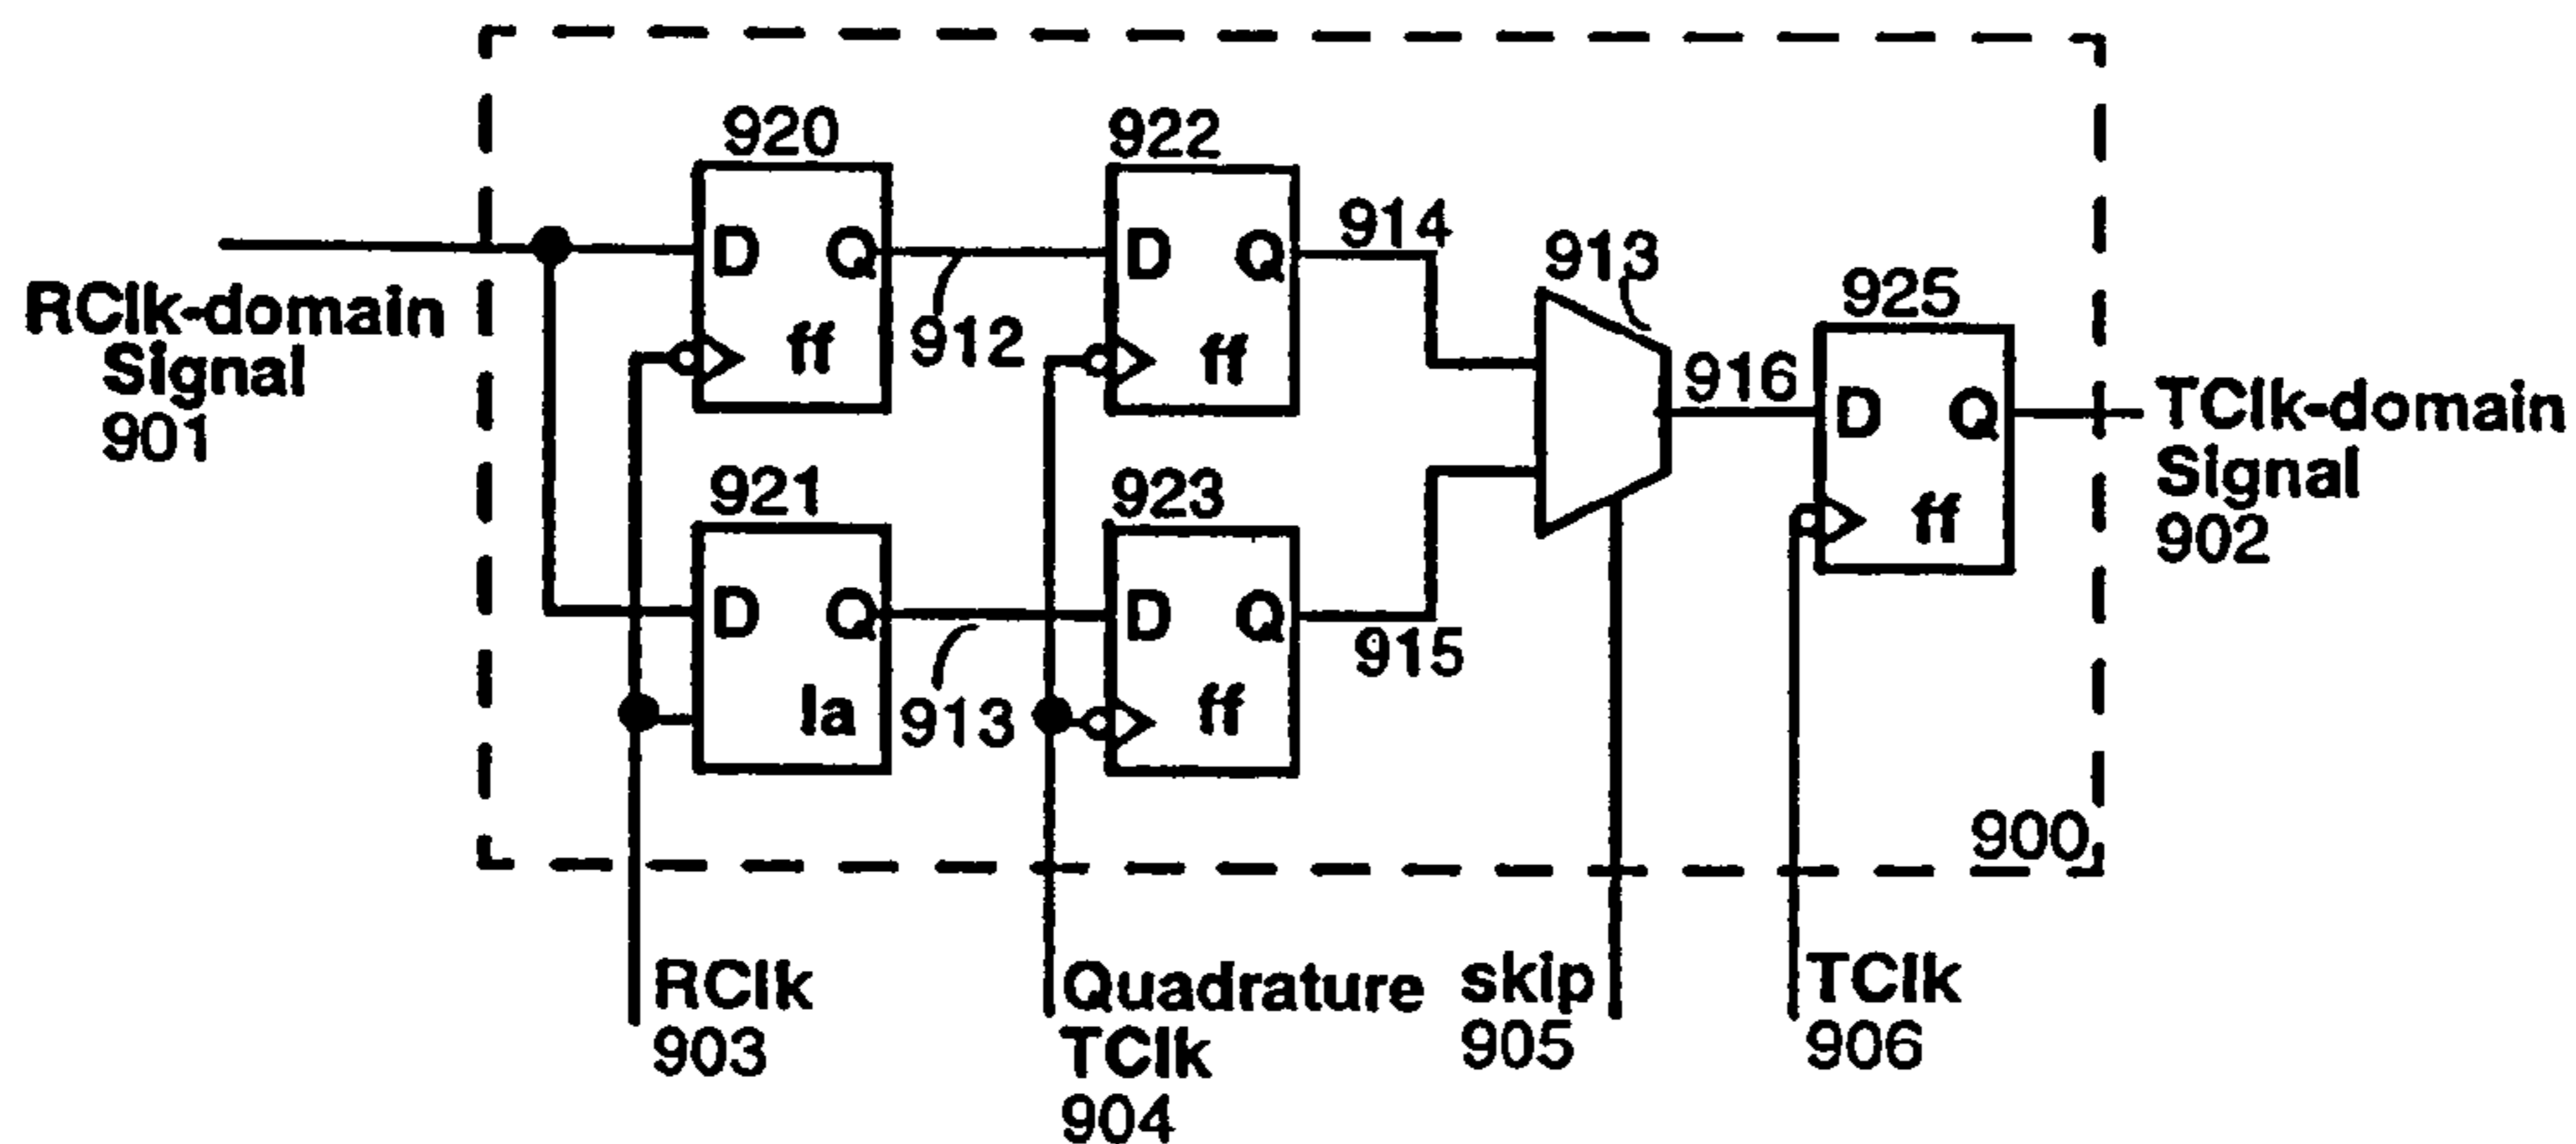 920
922
D Q
ff
912
D Q
ff
914
913
925
RClk-domain
Signal
901
916
D Q
ff
TClk-domain
Signal
902
921
D Q
la
913
923
D Q
ff
915
900
RClk
903
Quadrature
TClk
904
skip
905
TClk
906